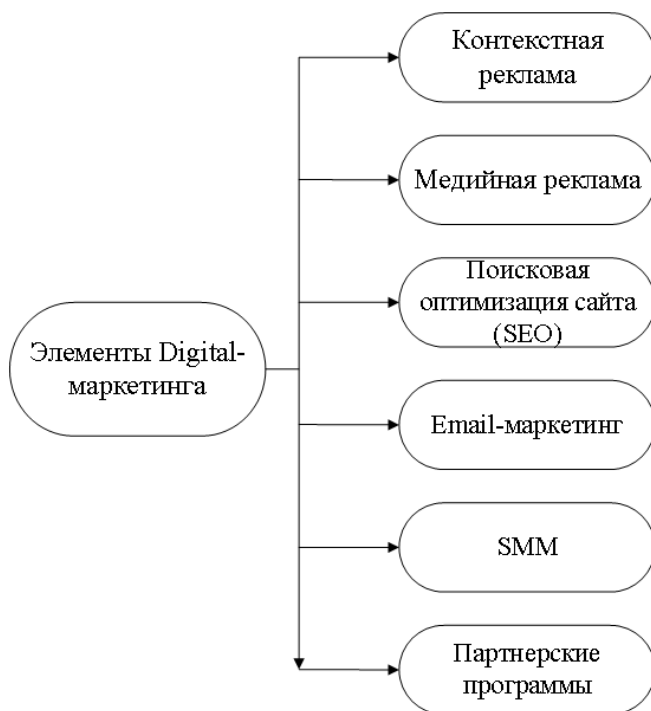 Контекстная
реклама
Медийная реклама
Поисковая
оптимизация сайта
(SEO)
Элементы Digital-
маркетинга
Email-маркетинг
SMM
Партнерские
программы